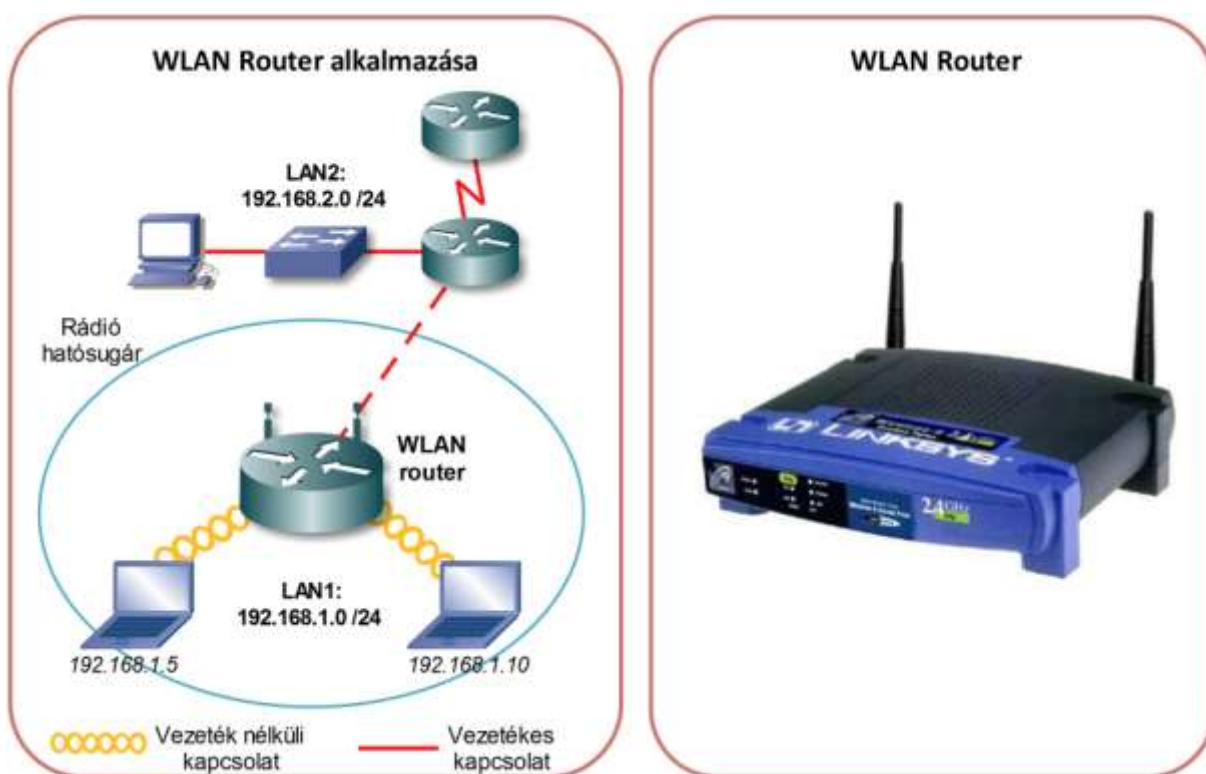 WLAN Router alkalmazása
LAN2:
192.168.2.0 /24
Rádió
hatósugár
WLAN
router
LAN1:
192.168.1.0 /24
192.168.1.5
192.168.1.10
Vezeték nélküli
kapcsolat
Vezetékes
kapcsolat
WLAN Router
LINKSYS
2.4GHz